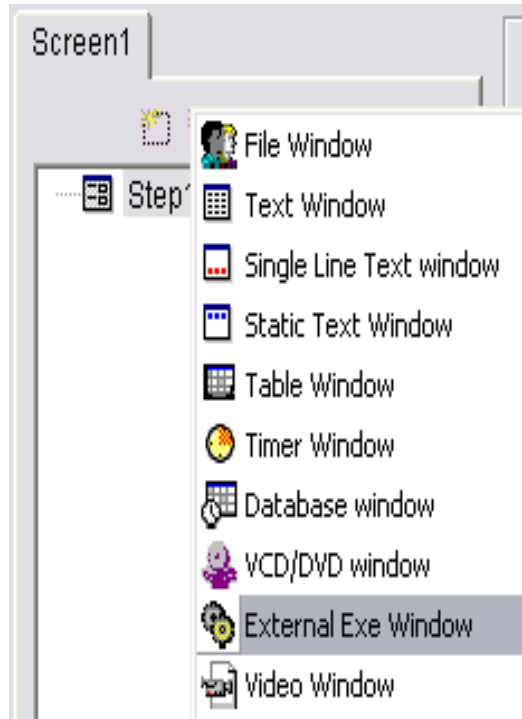 Screen1
Step1
File Window
Text Window
Single Line Text window
Static Text Window
Table Window
Timer Window
Database window
VCD/DVD window
External Exe Window
Video Window